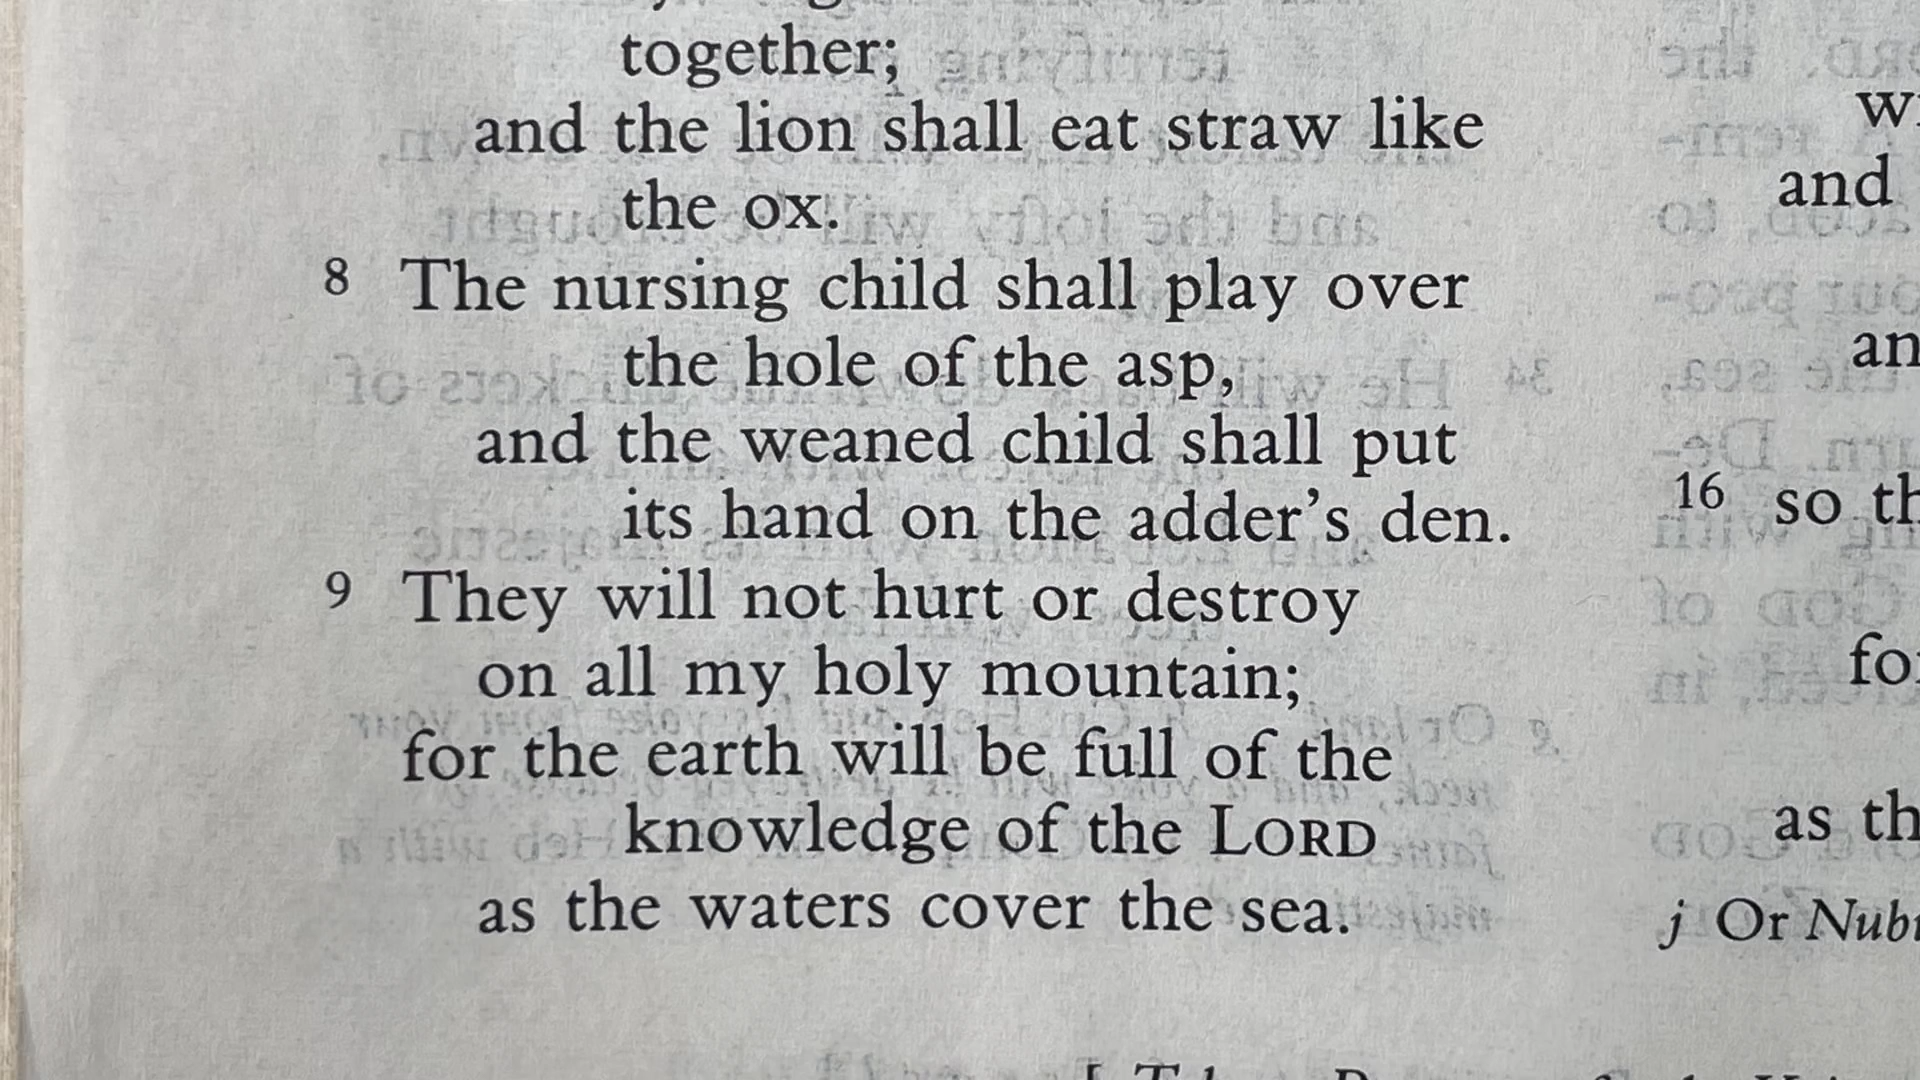 together;
and the lion shall eat straw like
the ox.
8 The nursing child shall play over
the hole of the asp,
and the weaned child shall put
its hand on the adder’s den.
9 They will not hurt or destroy
on all my holy mountain;
for the earth will be full of the
knowledge of the LORD
as the waters cover the sea.
and
16 so
as
j Or